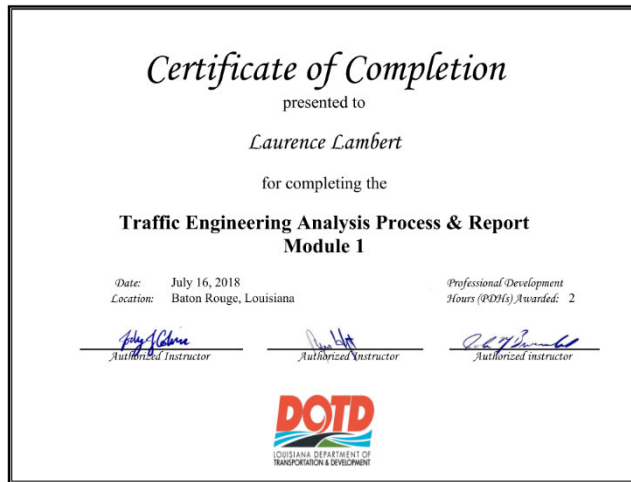 Certificate of Completion
presented to
Laurence Lambert
for completing the
Traffic Engineering Analysis Process & Report
Module 1
Date: July 16, 2018
Location: Baton Rouge, Louisiana
Professional Development
Hours (PDHs) Awarded: 2
Authorized Instructor
Authorized Instructor
Authorized instructor
DOTD
LOUISIANA DEPARTMENT OF
TRANSPORTATION & DEVELOPMENT